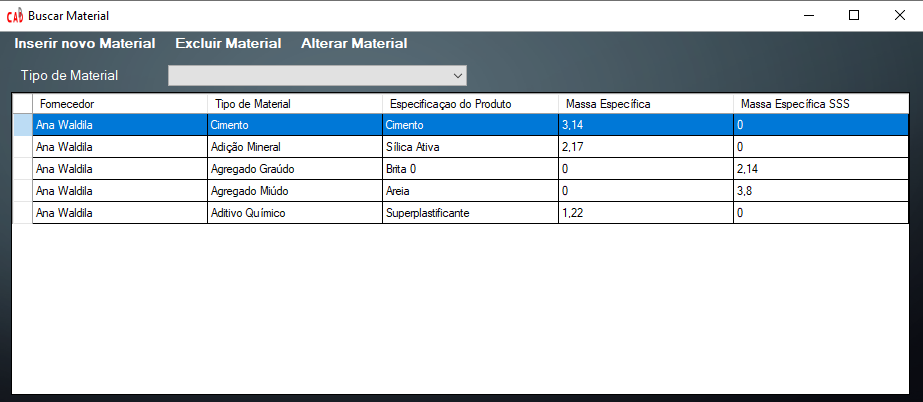 CAD Buscar Material
Inserir novo Material Excluir Material Alterar Material
Tipo de Material
Fornecedor Tipo de Material Especificaçao do Produto Massa Específica Massa Específica SSS
Ana Waldila Cimento Cimento 3,14 0
Ana Waldila Adição Mineral Sílica Ativa 2,17 0
Ana Waldila Agregado Graúdo Brita 0 0 2,14
Ana Waldila Agregado Miúdo Areia 0 3,8
Ana Waldila Aditivo Químico Superplastificante 1,22 0